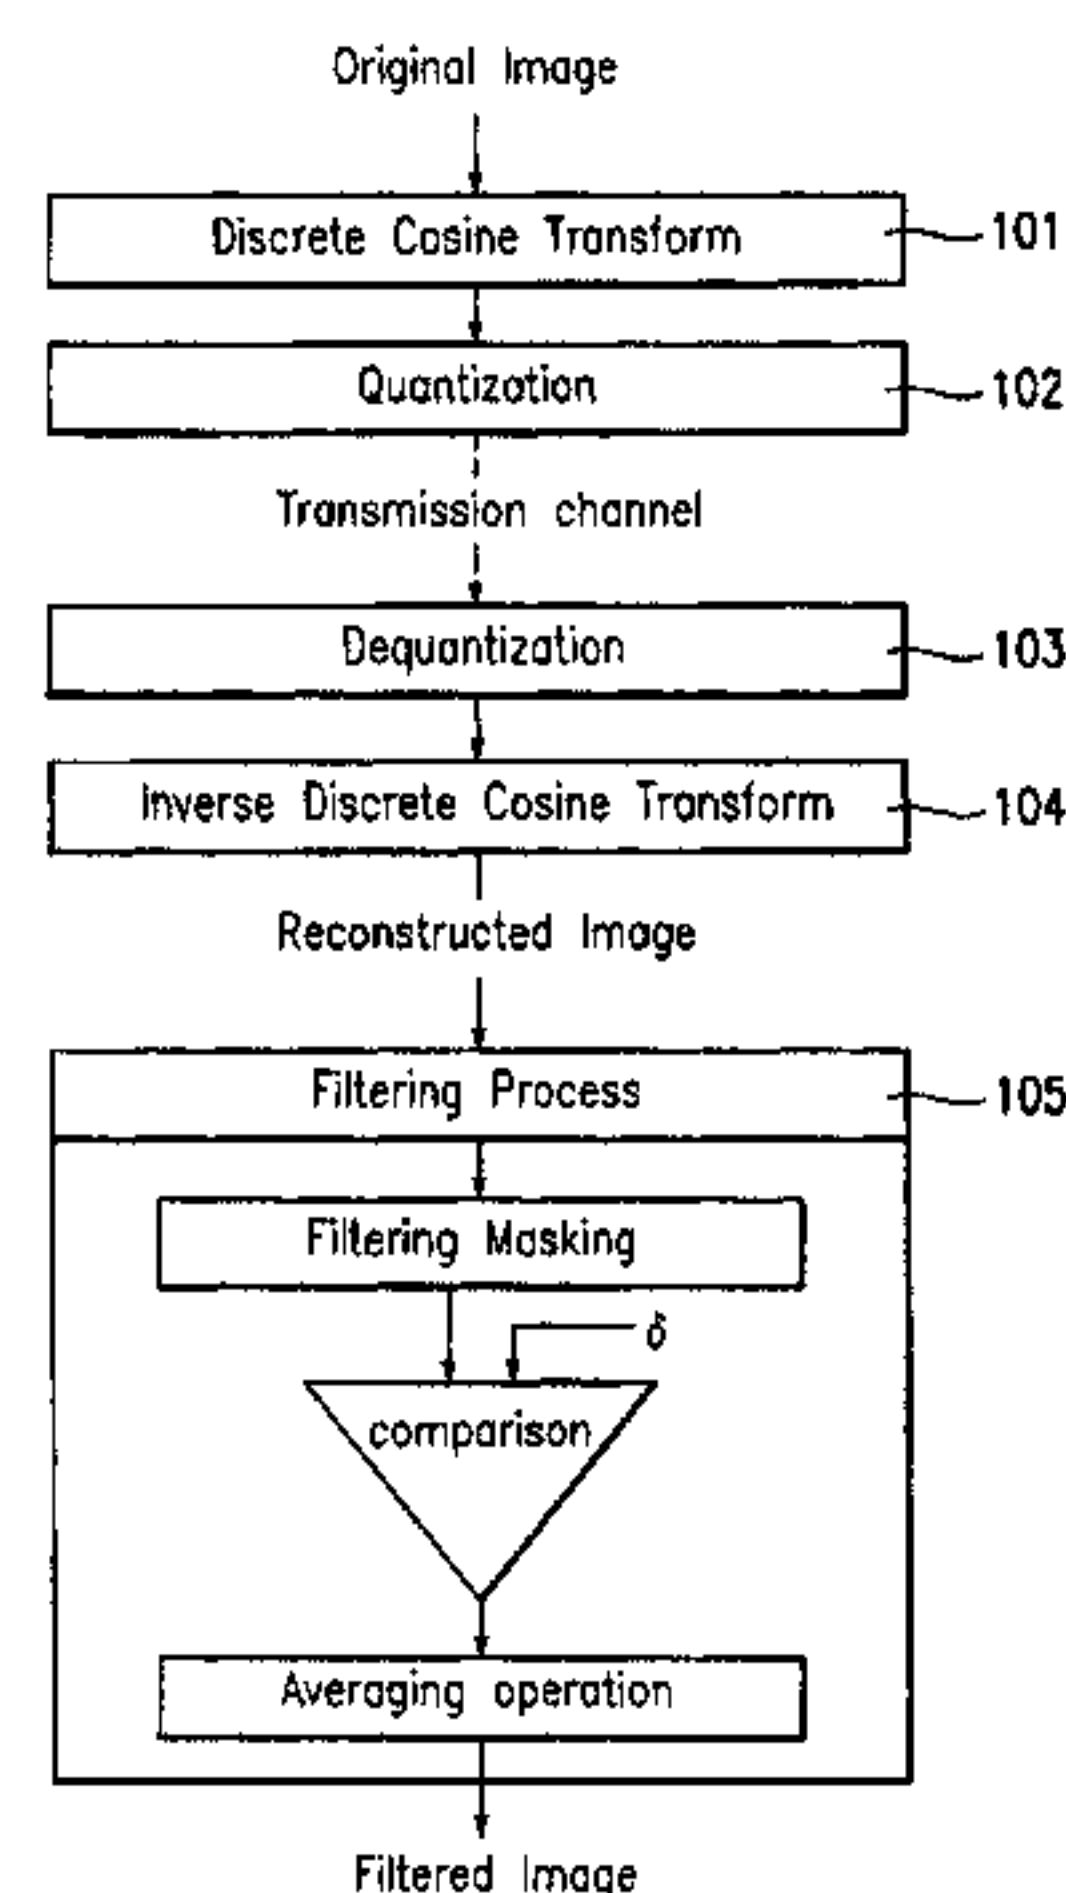 Original Image
Discrete Cosine Transform 101
Quantization 102
Transmission channel
Dequantization 103
Inverse Discrete Cosine Transform 104
Reconstructed Image
Filtering Process 105
Filtering Masking
δ
comparison
Averaging operation
Filtered Image